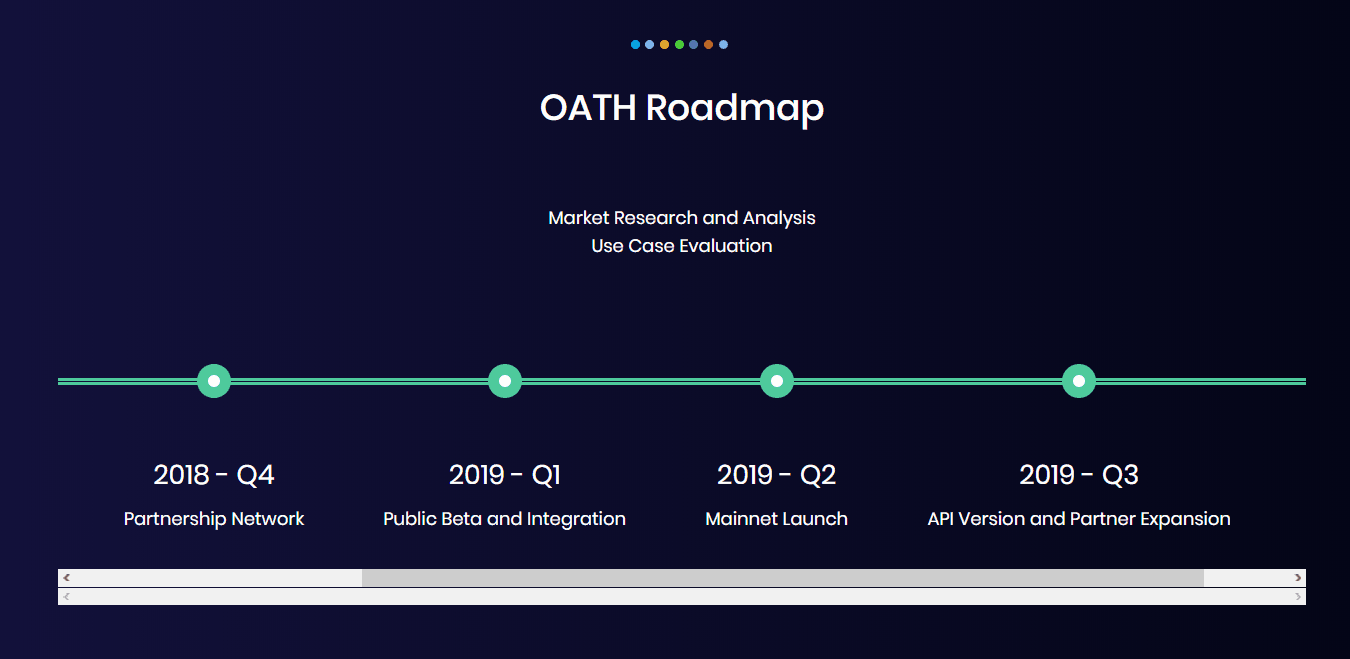 OATH Roadmap
Market Research and Analysis
Use Case Evaluation
2018 - Q4
2019 - Q1
2019 - Q2
2019 - Q3
Partnership Network
Public Beta and Integration
Mainnet Launch
API Version and Partner Expansion